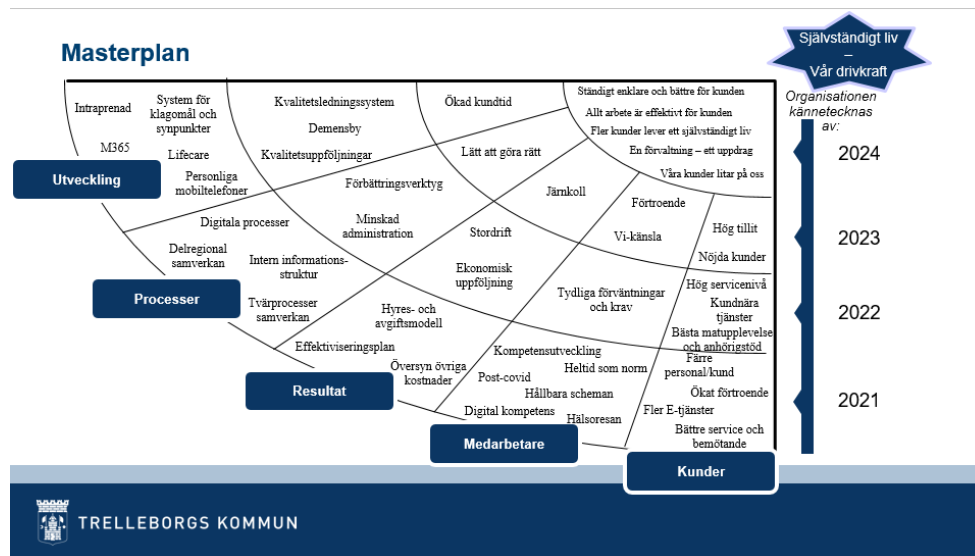 Masterplan
Självständigt liv
–
Vår drivkraft
Organisationen
kännetecknas
av:
2024
2023
2022
2021
Utveckling
Intraprenad
System för
klagomål och
synpunkter
M365
Lifecare
Personliga
mobiltelefoner
Kvalitetsledningssystem
Demensby
Kvalitetsuppföljningar
Ökad kundtid
Lätt att göra rätt
Ständigt enklare och bättre för kunden
Allt arbete är effektivt för kunden
Fler kunder lever ett självständigt liv
En förvaltning – ett uppdrag
Våra kunder litar på oss
Processer
Digitala processer
Delregional
samverkan
Intern informations-
struktur
Tvärprocesser
samverkan
Förbättringsverktyg
Minskad
administration
Järnkoll
Resultat
Effektiviseringsplan
Hyres- och
avgiftsmodell
Översyn övriga
kostnader
Stordrift
Ekonomisk
uppföljning
Förtroende
Vi-känsla
Medarbetare
Tydliga förväntningar
och krav
Kompetensutveckling
Heltid som norm
Post-covid
Hållbara scheman
Digital kompetens
Hälsoresan
Kunder
Hög tillit
Nöjda kunder
Hög servicenivå
Kundnära
tjänster
Bästa matupplevelse
och anhörigstöd
Färre
personal/kund
Ökat förtroende
Fler E-tjänster
Bättre service och
bemötande
TRELLEBORGS KOMMUN